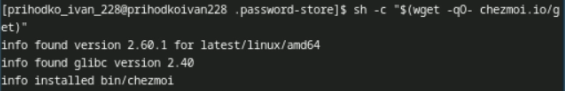 [prihodko_ivan_228@prihodkoivan228 .password-store]$ sh -c "$(wget -qO- chezmoi.io/g
et)"
info found version 2.60.1 for latest/linux/amd64
info found glibc version 2.40
info installed bin/chezmoi